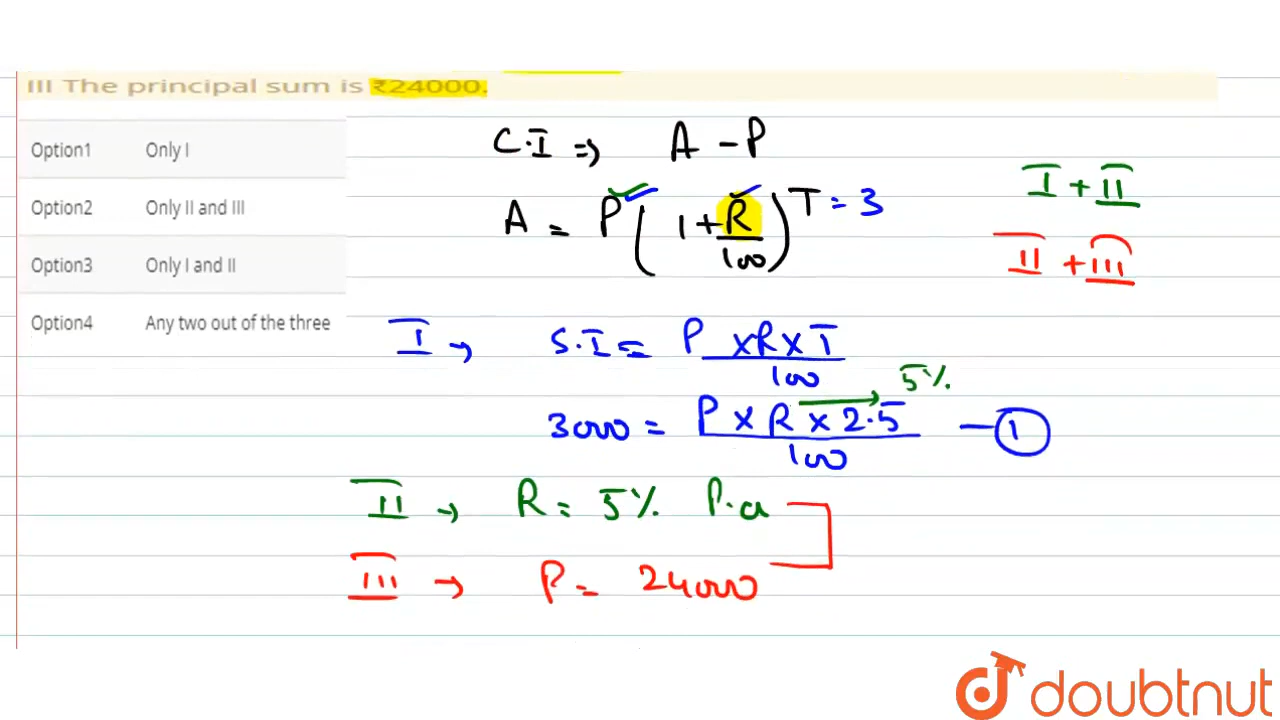 III The principal sum is ₹24000.
Option1 Only I
Option2 Only II and III
Option3 Only I and II
Option4 Any two out of the three
C.I ⇒ A - P
A = P(1+R/100)^T = 3
I + II
II + III
I → S.I = P×R×T/100
5%
3000 = P×R×2.5/100 — 1
II → R = 5% P.a
III → P = 24000
doubtnut